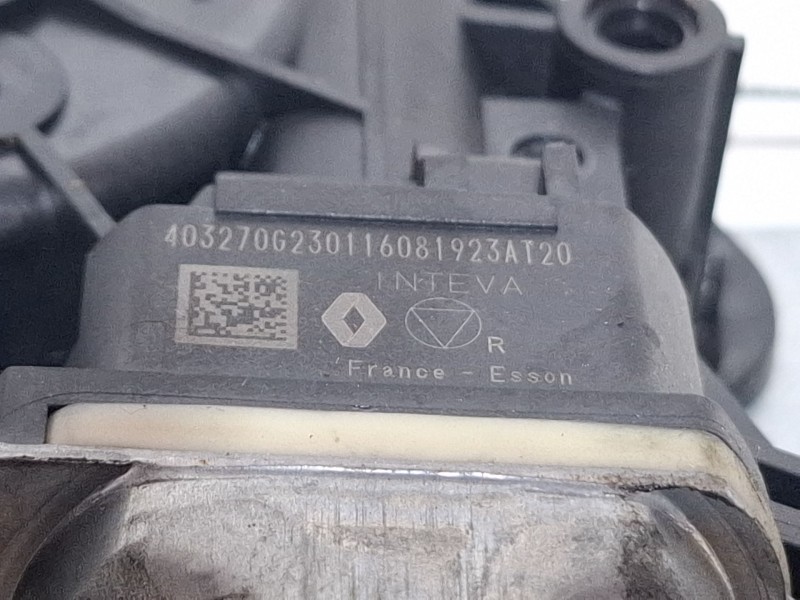 403270G230116081923AT20
INTEVA
R
France - Esson